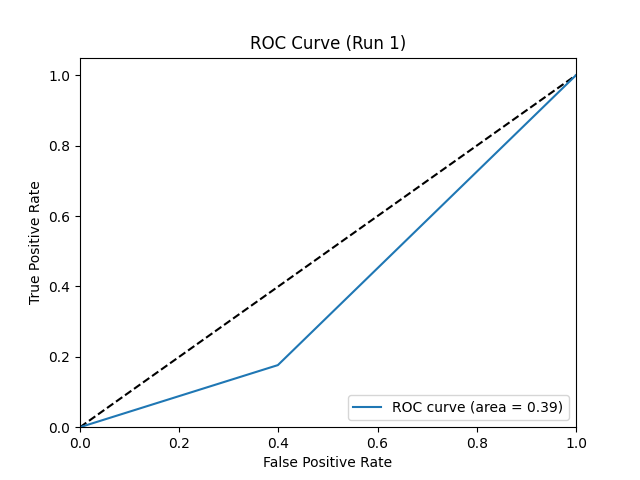 ROC Curve (Run 1)
True Positive Rate
1.0
0.8
0.6
0.4
0.2
0.0
ROC curve (area = 0.39)
0.0 0.2 0.4 0.6 0.8 1.0
False Positive Rate